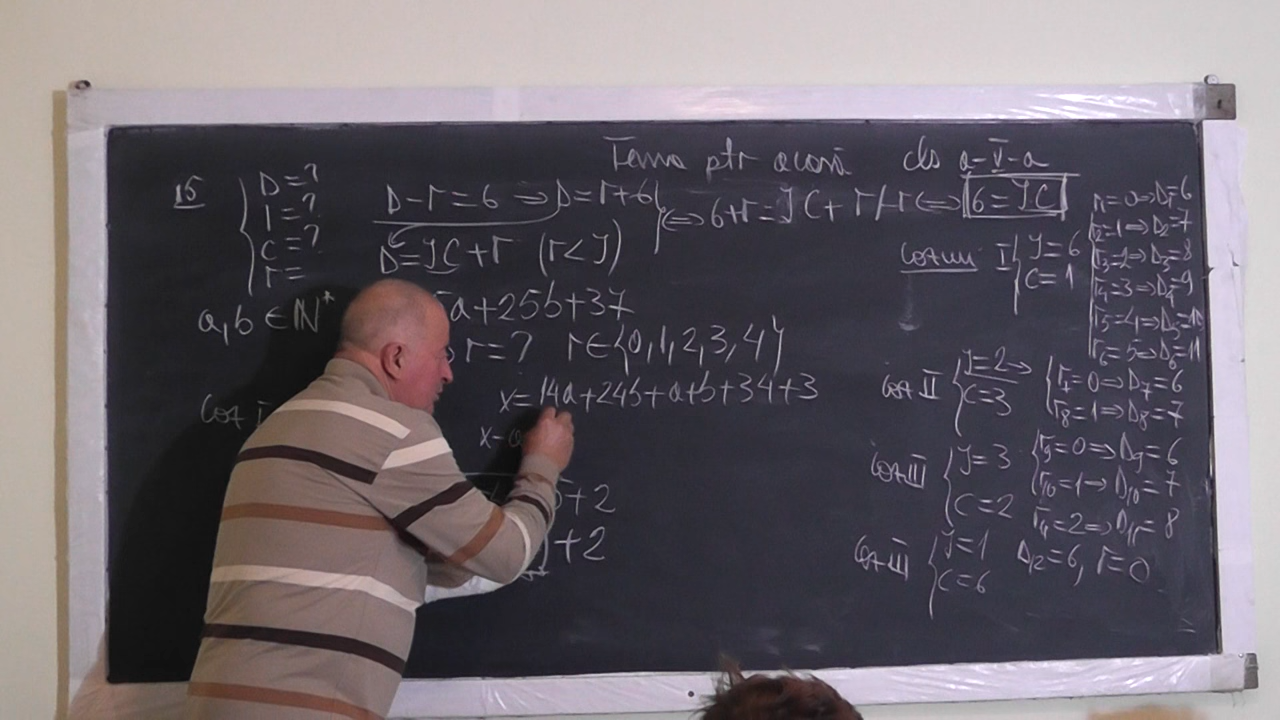 Tema ptr acasă cls a-V-a
15 { D=? Î=? C=? r=
D-r=6 ⇒ D=r+6
D=ÎC+r (r<Î)
⇔ 6+r=ÎC+r /-r ⇔ 6=ÎC
a,b ∈ ℕ*
5a+25b+37
r=? r∈{0,1,2,3,4}
x=14a+24b+a+b+34+3
x-
+2
)+2
Caz I { Î=6 C=1
r₁=0⇒D₁=6
r₂=1⇒D₂=7
r₃=2⇒D₃=8
r₄=3⇒D₄=9
r₅=4⇒D₅=10
r₆=5⇒D₆=11
Caz II { Î=2⇒ C=3
r₇=0⇒D₇=6
r₈=1⇒D₈=7
Caz III { Î=3 C=2
r₉=0⇒D₉=6
r₁₀=1⇒D₁₀=7
r₁₁=2⇒D₁₁=8
Caz III { Î=1 C=6
D₁₂=6, r=0